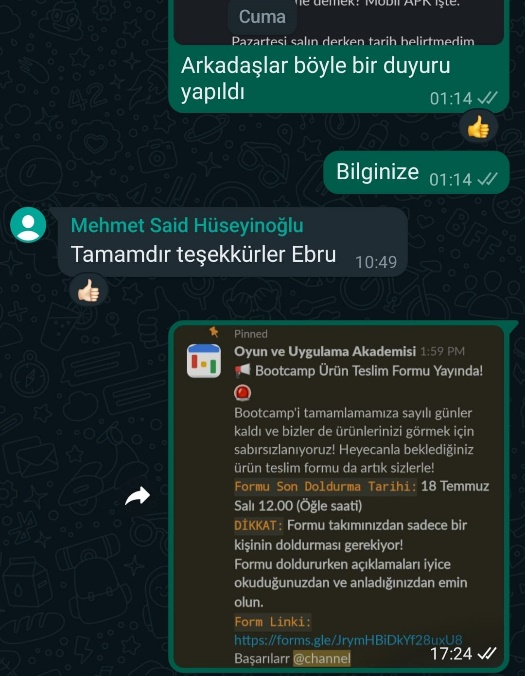 Cuma
ne demek? Mobil APK işte.
Pazartesi salın derken tarih belirtmedim
Arkadaşlar böyle bir duyuru
yapıldı
01:14
Bilginize 01:14
Mehmet Said Hüseyinoğlu
Tamamdır teşekkürler Ebru 10:49
Pinned
Oyun ve Uygulama Akademisi 1:59 PM
Bootcamp Ürün Teslim Formu Yayında!
Bootcamp'i tamamlamamıza sayılı günler
kaldı ve bizler de ürünlerinizi görmek için
sabırsızlanıyoruz! Heyecanla beklediğiniz
ürün teslim formu da artık sizlerle!
Formu Son Doldurma Tarihi: 18 Temmuz
Salı 12.00 (Öğle saati)
DİKKAT: Formu takımınızdan sadece bir
kişinin doldurması gerekiyor!
Formu doldururken açıklamaları iyice
okuduğunuzdan ve anladığınızdan emin
olun.
Form Linki:
https://forms.gle/JrymHBiDkYf28uxU8
Başarılarr @channel 17:24